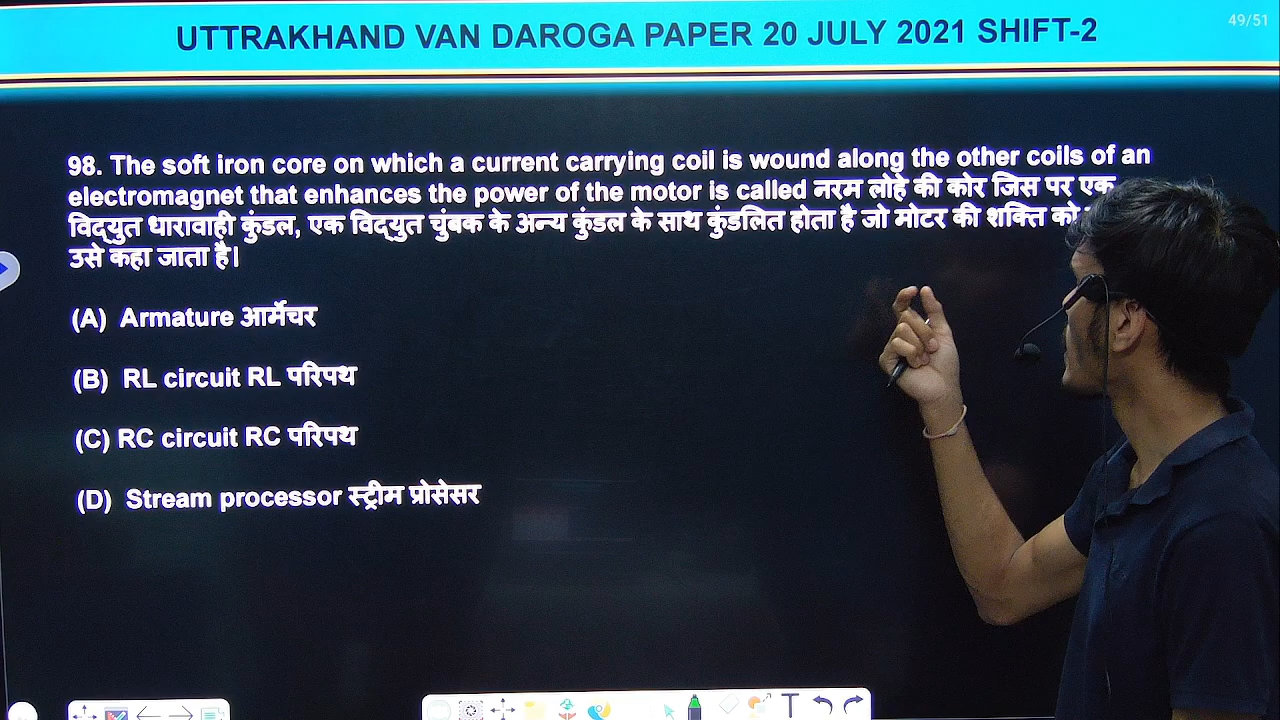 49/51
UTTRAKHAND VAN DAROGA PAPER 20 JULY 2021 SHIFT-2
98. The soft iron core on which a current carrying coil is wound along the other coils of an
electromagnet that enhances the power of the motor is called नरम लोहे की कोर जिस पर एक
विद्युत धारावाही कुंडल, एक विद्युत चुंबक के अन्य कुंडल के साथ कुंडलित होता है जो मोटर की शक्ति को
उसे कहा जाता है।
(A) Armature आर्मेचर
(B) RL circuit RL परिपथ
(C) RC circuit RC परिपथ
(D) Stream processor स्ट्रीम प्रोसेसर
T